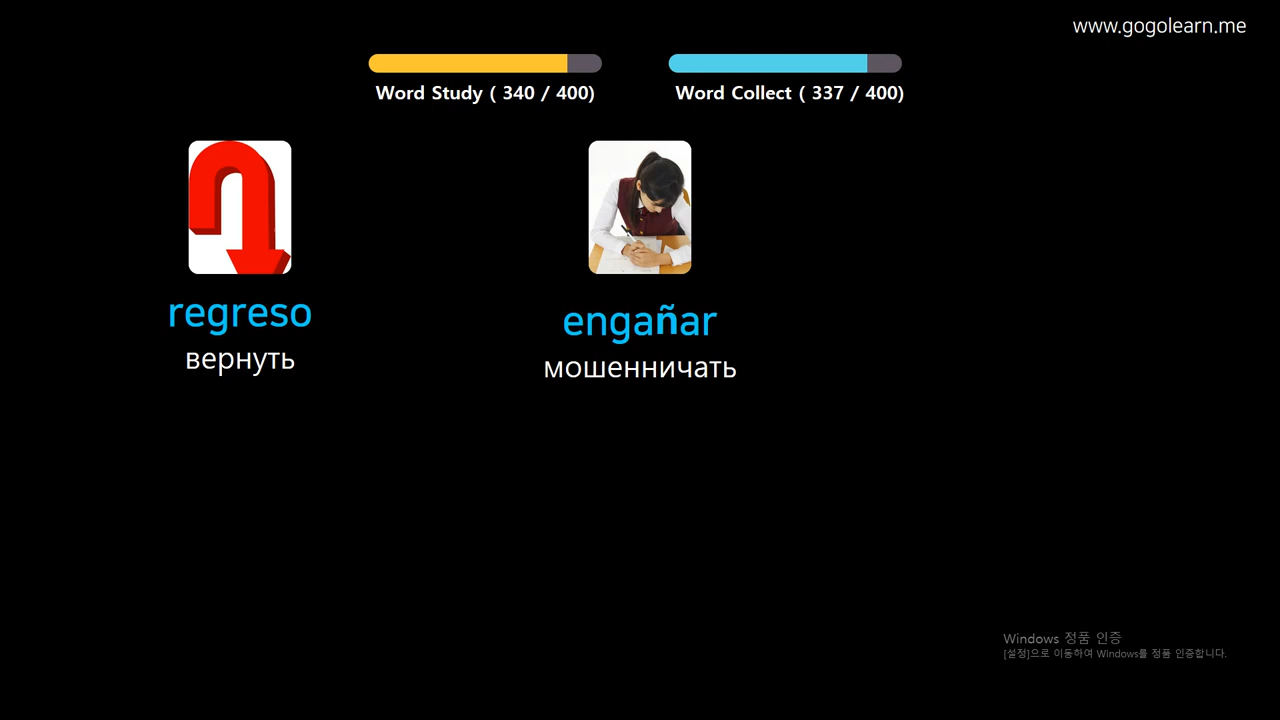 www.gogolearn.me
Word Study ( 340 / 400)
Word Collect ( 337 / 400)
regreso
вернуть
engañar
мошенничать
Windows 정품 인증
[설정]으로 이동하여 Windows를 정품 인증합니다.